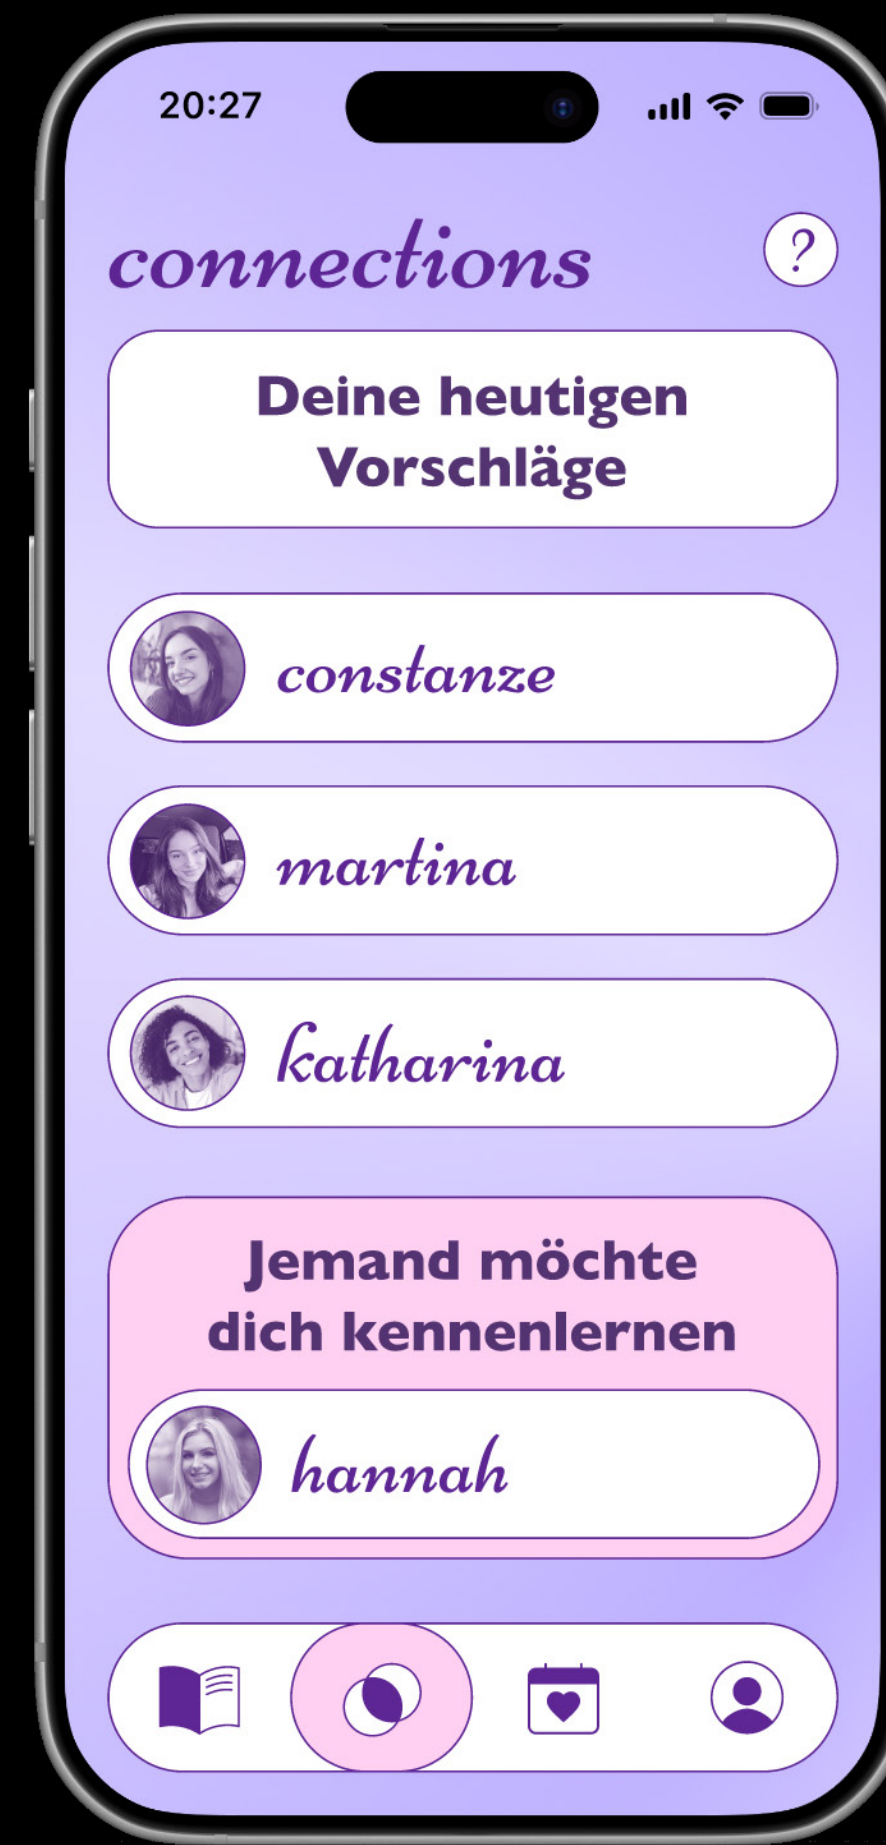 20:27
connections
?
Deine heutigen
Vorschläge
constanze
martina
katharina
Jemand möchte
dich kennenlernen
hannah